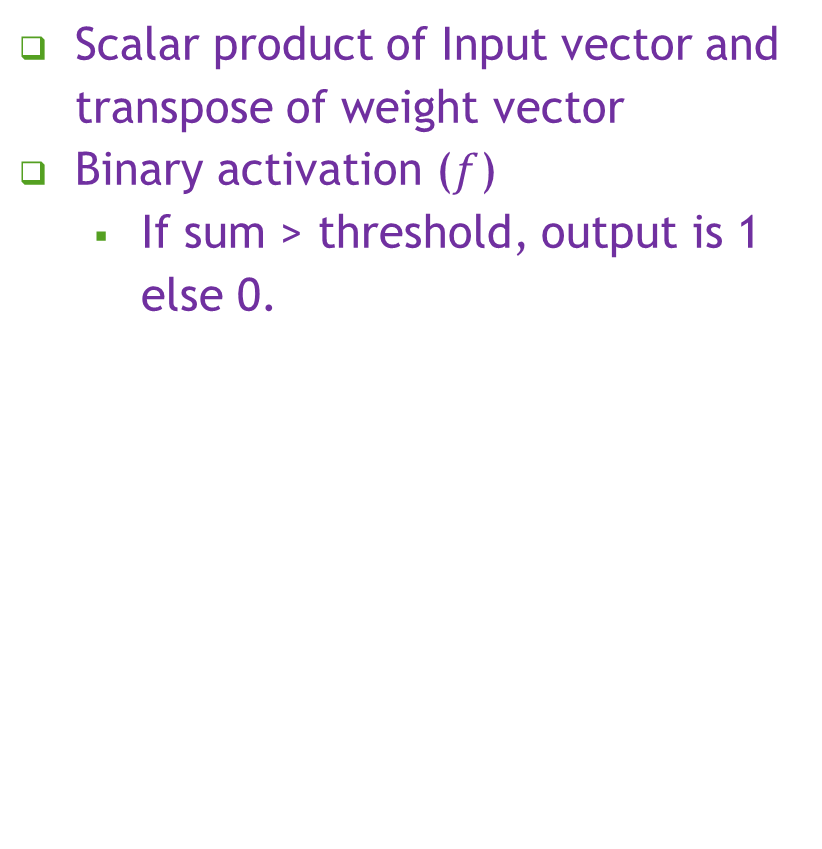 ❑ Scalar product of Input vector and
transpose of weight vector
❑ Binary activation (f)
▪ If sum > threshold, output is 1
else 0.